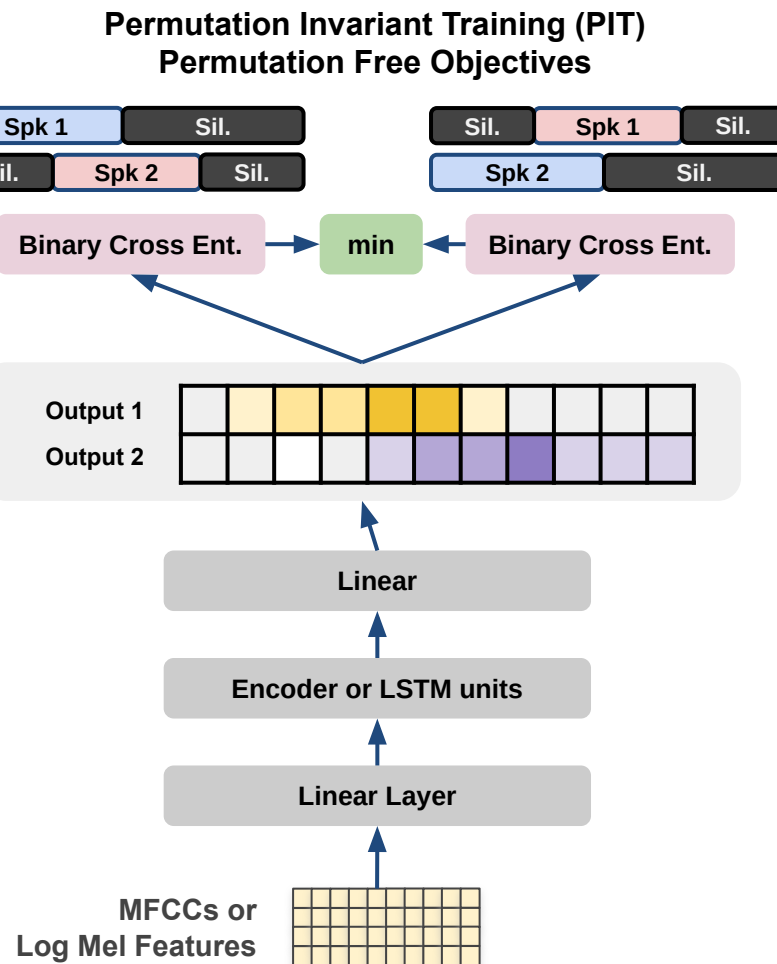 Permutation Invariant Training (PIT)
Permutation Free Objectives
Spk 1 Sil. Sil. Spk 1 Sil.
il. Spk 2 Sil. Spk 2 Sil.
Binary Cross Ent. min Binary Cross Ent.
Output 1
Output 2
Linear
Encoder or LSTM units
Linear Layer
MFCCs or
Log Mel Features